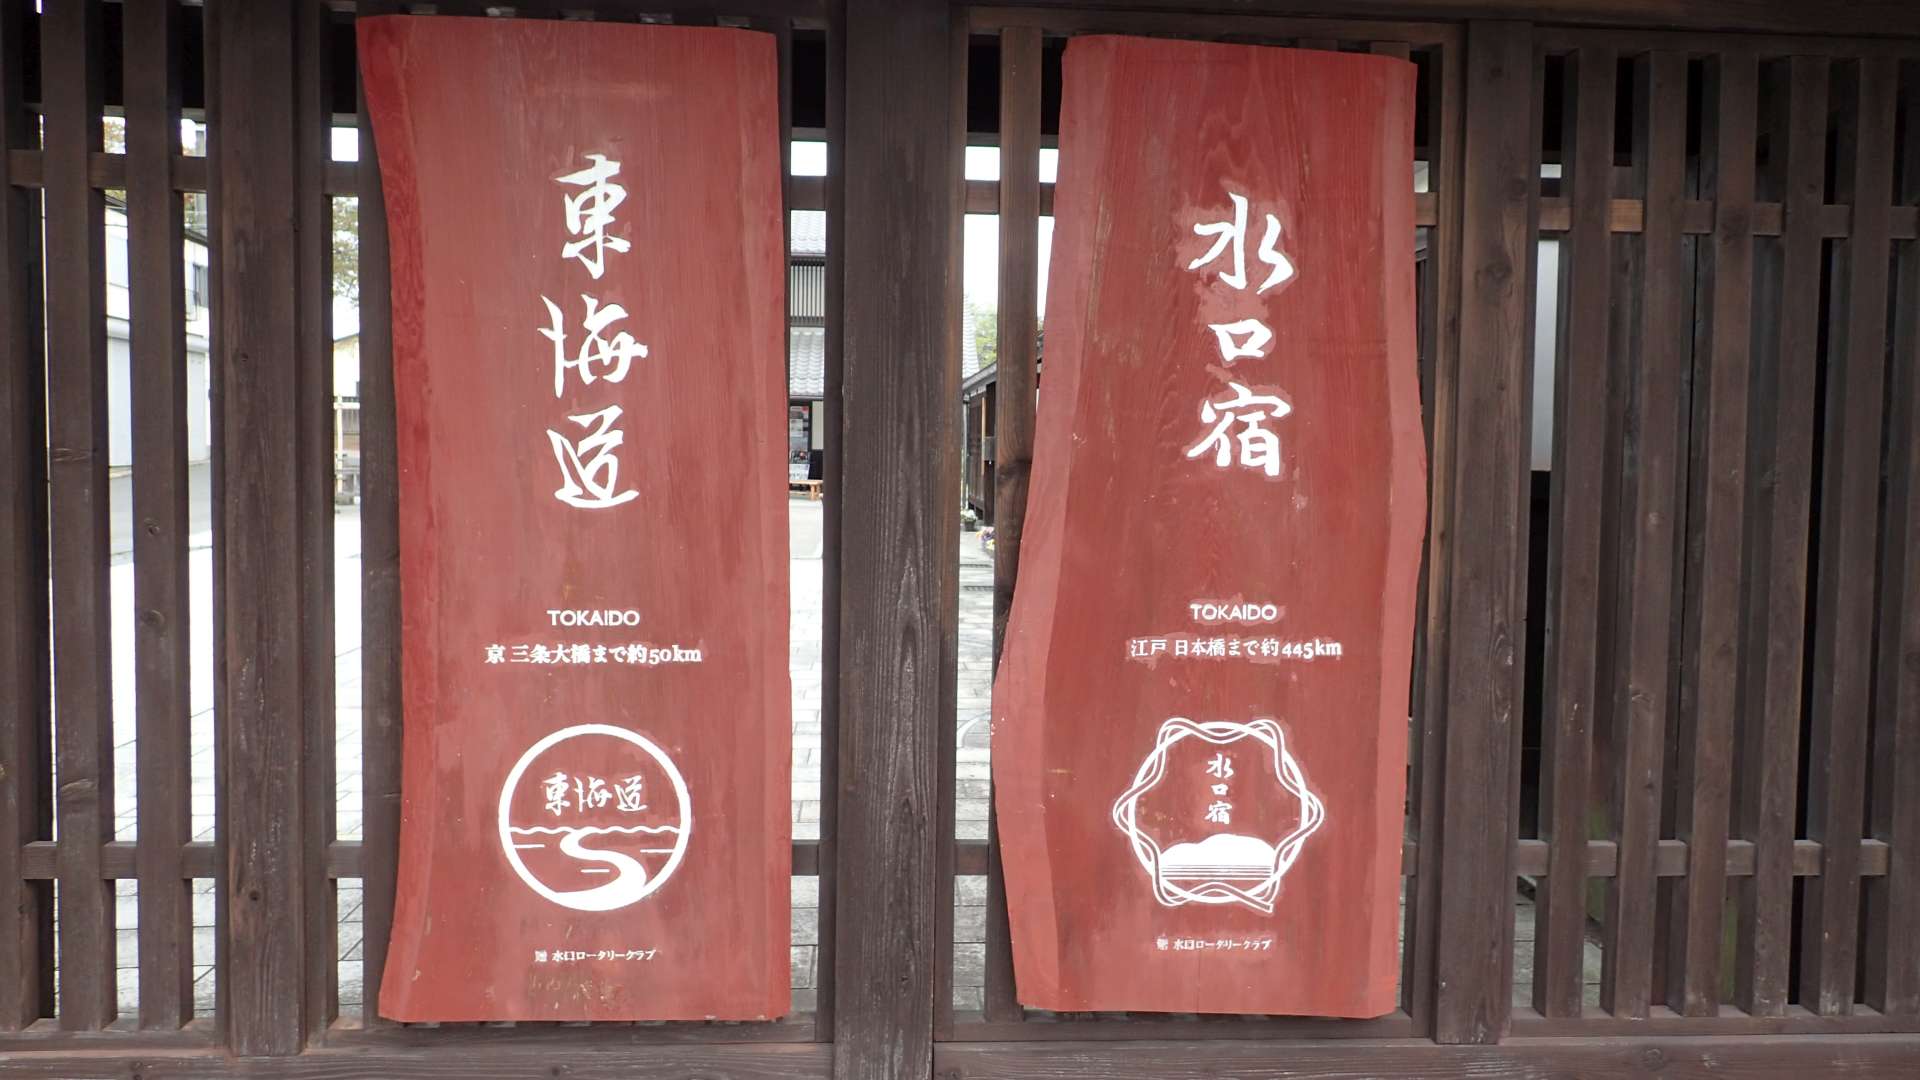 東海道
TOKAIDO
京 三条大橋まで約50km
東海道
贈 水口ロータリークラブ
水口宿
TOKAIDO
江戸 日本橋まで約445km
水口宿
贈 水口ロータリークラブ